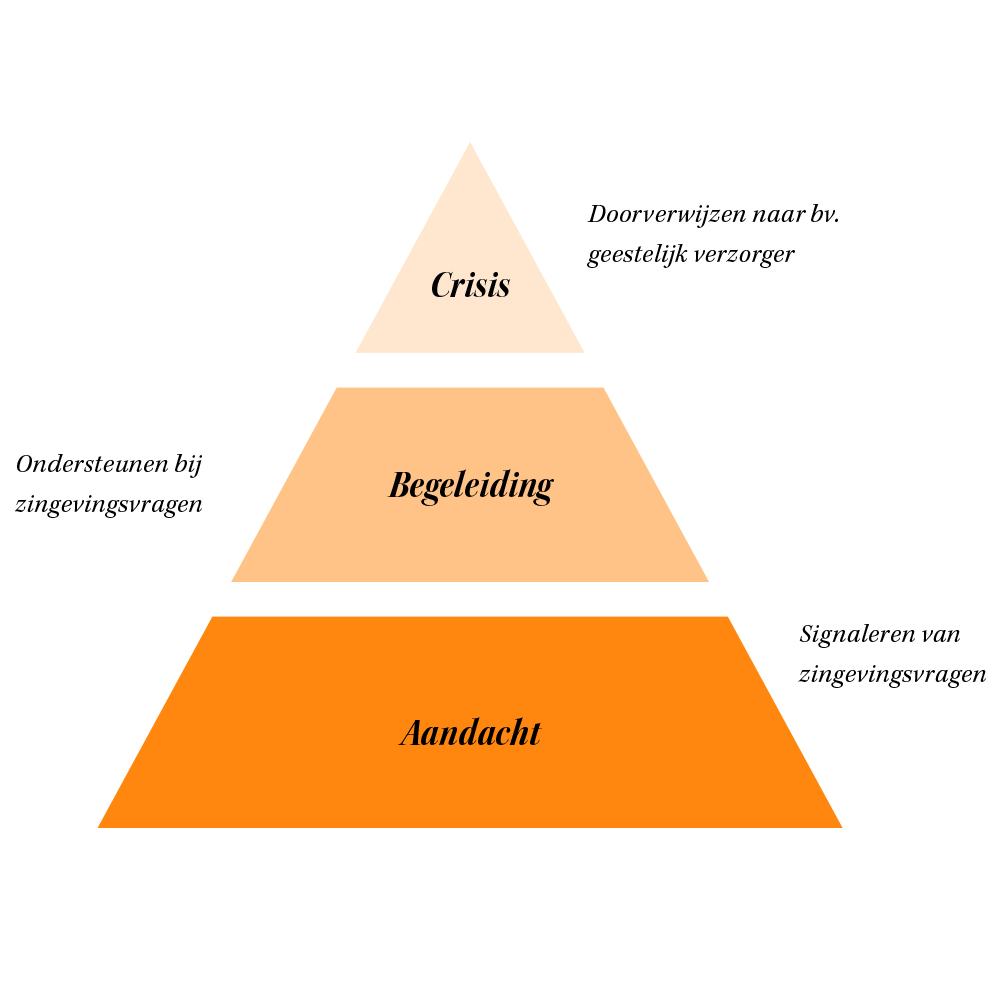 Doorverwijzen naar bv.
geestelijk verzorger
Crisis
Ondersteunen bij
zingevingsvragen
Begeleiding
Signaleren van
zingevingsvragen
Aandacht